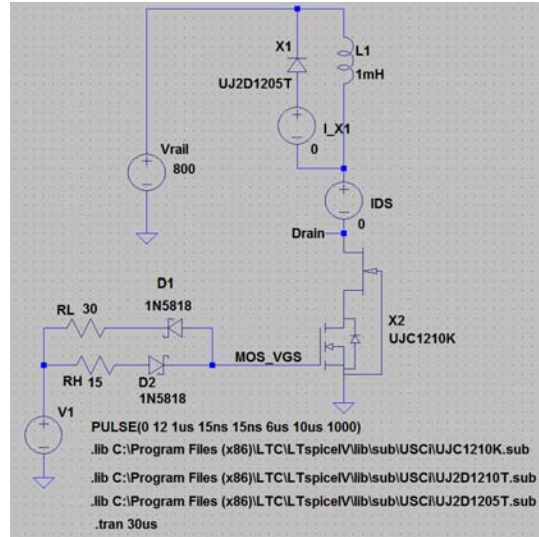 X1
L1
UJ2D1205T
1mH
I_X1
0
Vrail
800
IDS
0
Drain
D1
1N5818
RL 30
X2
UJC1210K
MOS_VGS
RH 15
D2
1N5818
V1
PULSE(0 12 1us 15ns 15ns 6us 10us 1000)
.lib C:\Program Files (x86)\LTC\LTspiceIV\lib\sub\USCi\UJC1210K.sub
.lib C:\Program Files (x86)\LTC\LTspiceIV\lib\sub\USCi\UJ2D1210T.sub
.lib C:\Program Files (x86)\LTC\LTspiceIV\lib\sub\USCi\UJ2D1205T.sub
.tran 30us